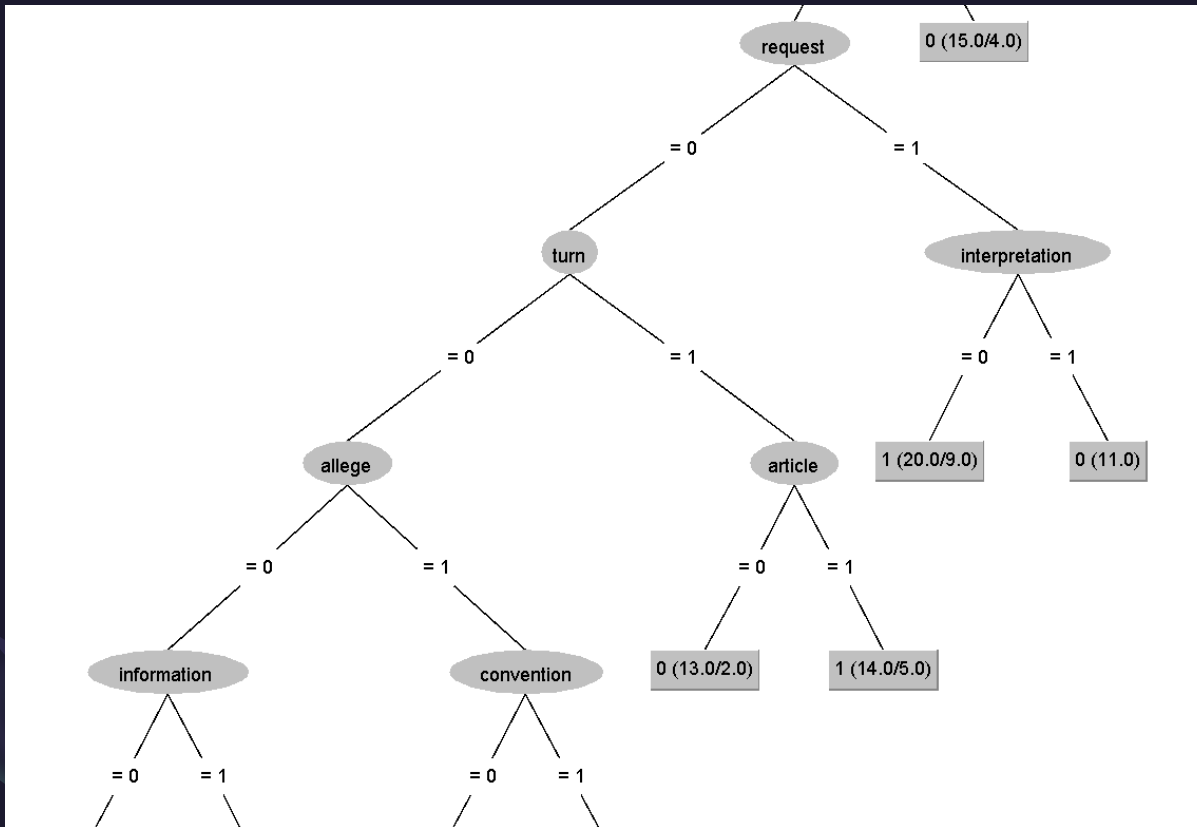 request
0 (15.0/4.0)
= 0
= 1
turn
interpretation
= 0
= 1
= 0
= 1
allege
article
1 (20.0/9.0)
0 (11.0)
= 0
= 1
= 0
= 1
information
convention
0 (13.0/2.0)
1 (14.0/5.0)
= 0
= 1
= 0
= 1